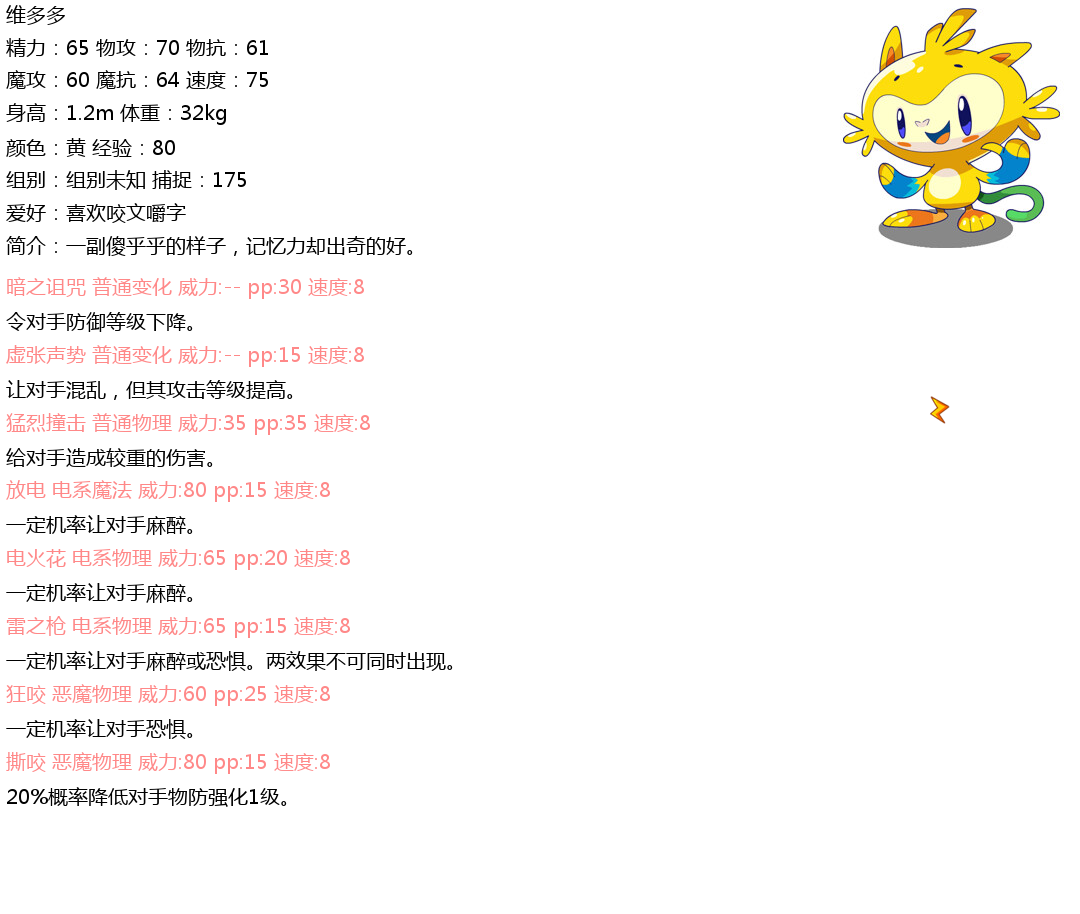 维多多
精力：65 物攻：70 物抗：61
魔攻：60 魔抗：64 速度：75
身高：1.2m 体重：32kg
颜色：黄 经验：80
组别：组别未知 捕捉：175
爱好：喜欢咬文嚼字
简介：一副傻乎乎的样子，记忆力却出奇的好。
暗之诅咒 普通变化 威力:-- pp:30 速度:8
令对手防御等级下降。
虚张声势 普通变化 威力:-- pp:15 速度:8
让对手混乱，但其攻击等级提高。
猛烈撞击 普通物理 威力:35 pp:35 速度:8
给对手造成较重的伤害。
放电 电系魔法 威力:80 pp:15 速度:8
一定机率让对手麻醉。
电火花 电系物理 威力:65 pp:20 速度:8
一定机率让对手麻醉。
雷之枪 电系物理 威力:65 pp:15 速度:8
一定机率让对手麻醉或恐惧。两效果不可同时出现。
狂咬 恶魔物理 威力:60 pp:25 速度:8
一定机率让对手恐惧。
撕咬 恶魔物理 威力:80 pp:15 速度:8
20%概率降低对手物防强化1级。